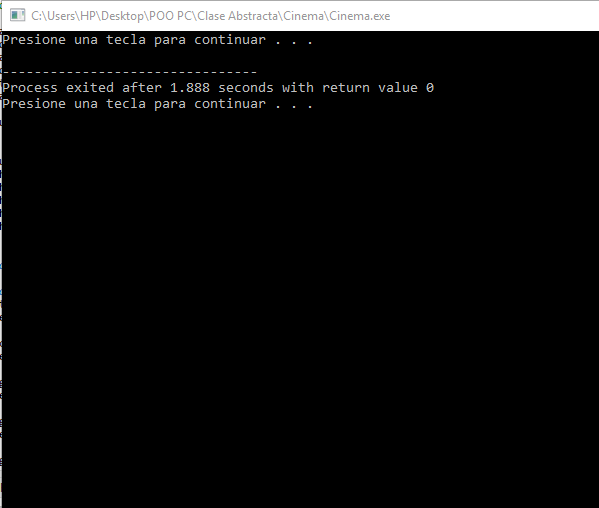 C:\Users\HP\Desktop\POO PC\Clase Abstracta\Cinema\Cinema.exe
Presione una tecla para continuar . . .
--------------------------------
Process exited after 1.888 seconds with return value 0
Presione una tecla para continuar . . .